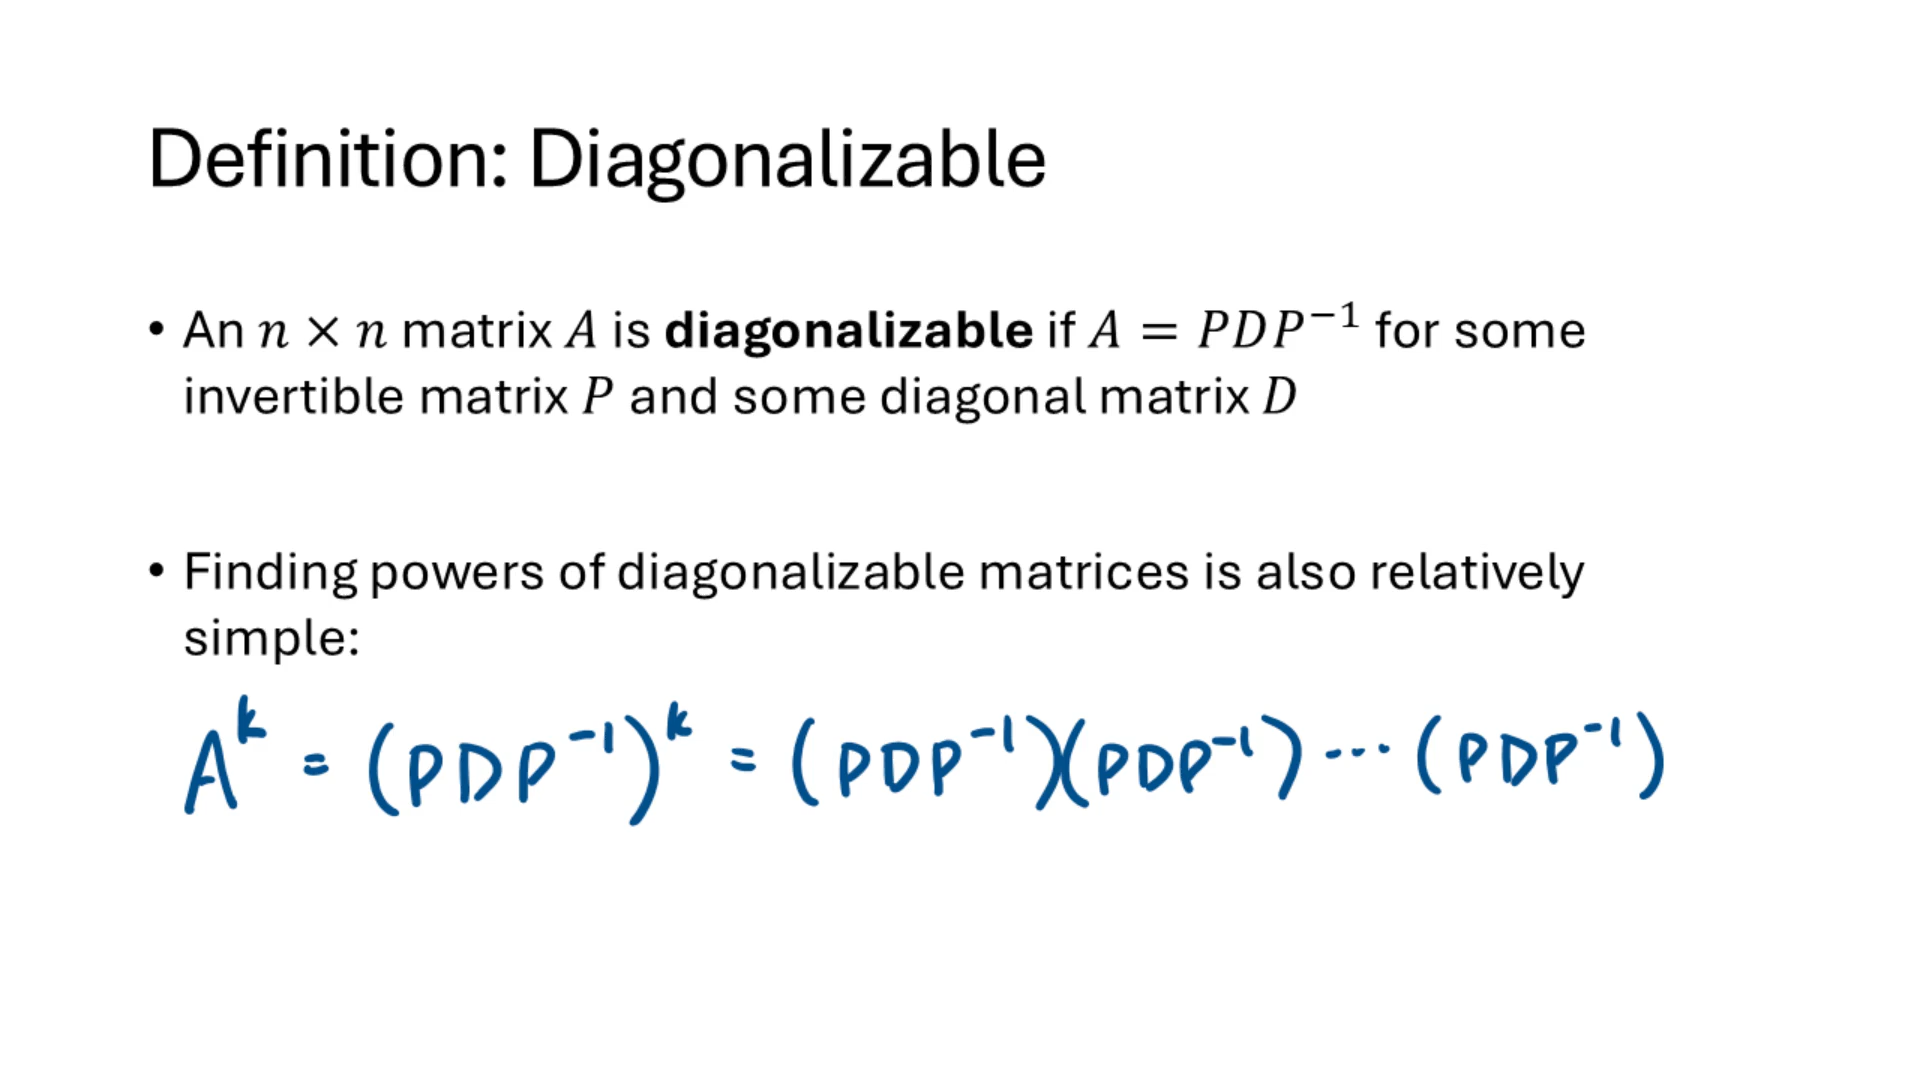 Definition: Diagonalizable
• An n × n matrix A is diagonalizable if A = PDP⁻¹ for some
invertible matrix P and some diagonal matrix D
• Finding powers of diagonalizable matrices is also relatively
simple:
Aᵏ = (PDP⁻¹)ᵏ = (PDP⁻¹)(PDP⁻¹)···(PDP⁻¹)